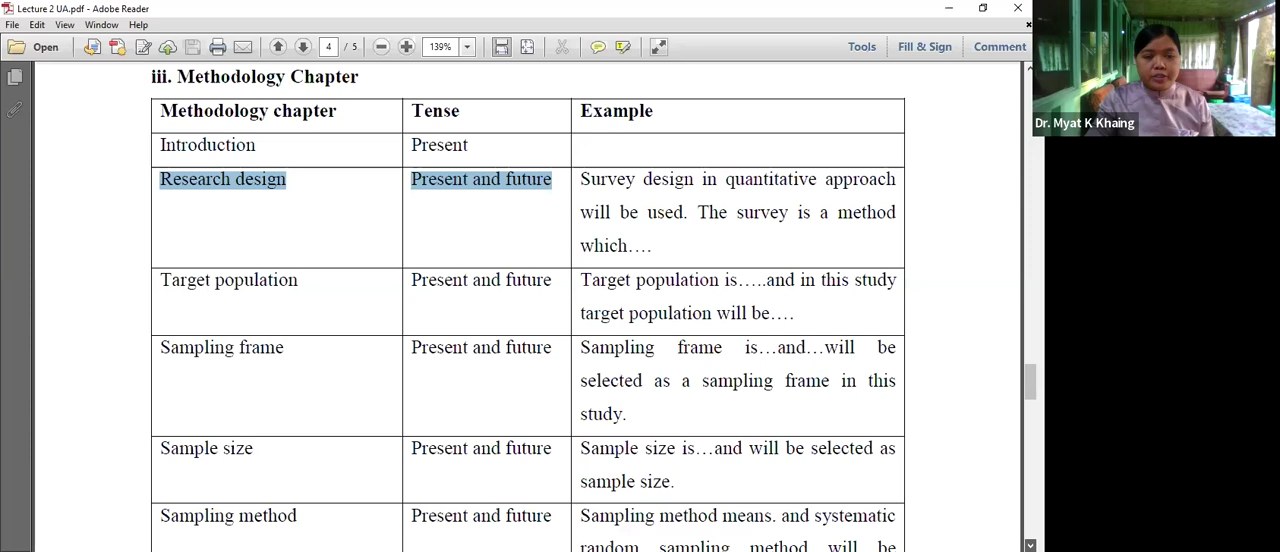 Lecture 2 UA.pdf - Adobe Reader
File Edit View Window Help
Open 4 / 5 139% Tools Fill & Sign Comment
Dr. Myat K Khaing
iii. Methodology Chapter
Methodology chapter Tense Example
Introduction Present
Research design Present and future Survey design in quantitative approach
will be used. The survey is a method
which….
Target population Present and future Target population is…..and in this study
target population will be….
Sampling frame Present and future Sampling frame is…and…will be
selected as a sampling frame in this
study.
Sample size Present and future Sample size is…and will be selected as
sample size.
Sampling method Present and future Sampling method means. and systematic
random sampling method will be